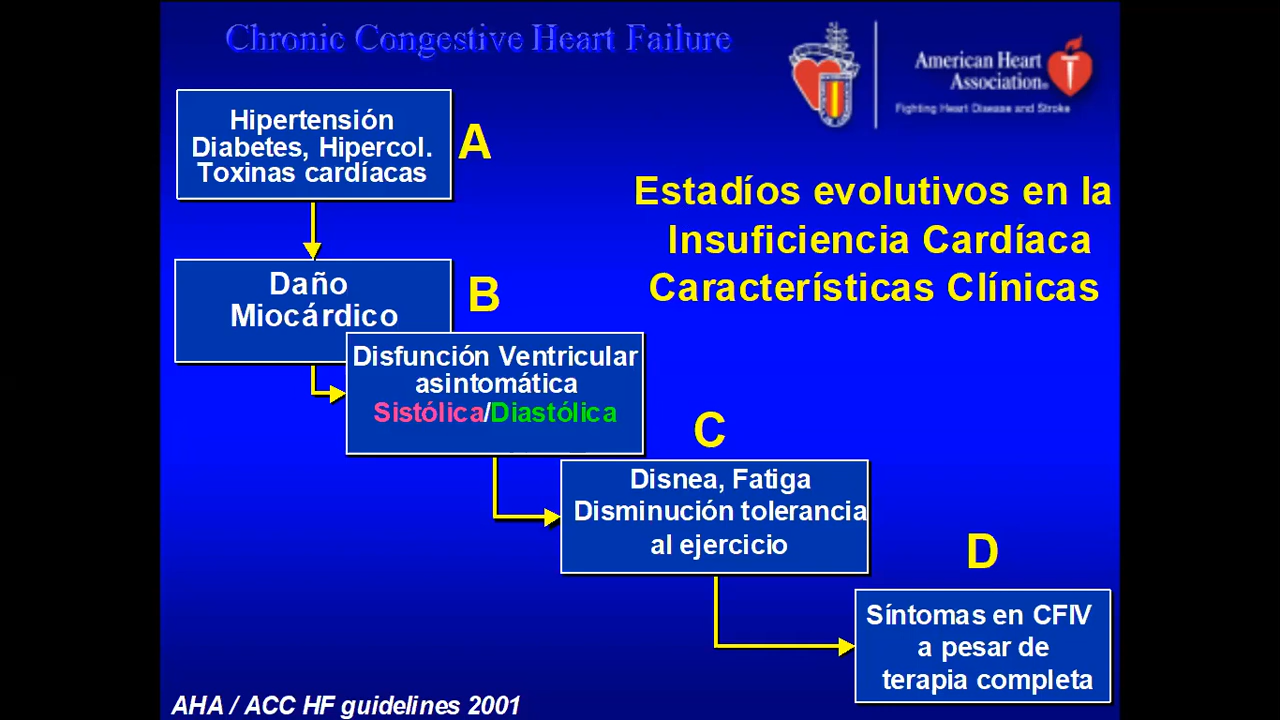 Chronic Congestive Heart Failure
American Heart
Association®
Fighting Heart Disease and Stroke
Hipertensión
Diabetes, Hipercol.
Toxinas cardíacas
A
Estadíos evolutivos en la
Insuficiencia Cardíaca
Características Clínicas
Daño
Miocárdico
B
Disfunción Ventricular
asintomática
Sistólica/Diastólica
C
Disnea, Fatiga
Disminución tolerancia
al ejercicio
D
Síntomas en CFIV
a pesar de
terapia completa
AHA / ACC HF guidelines 2001